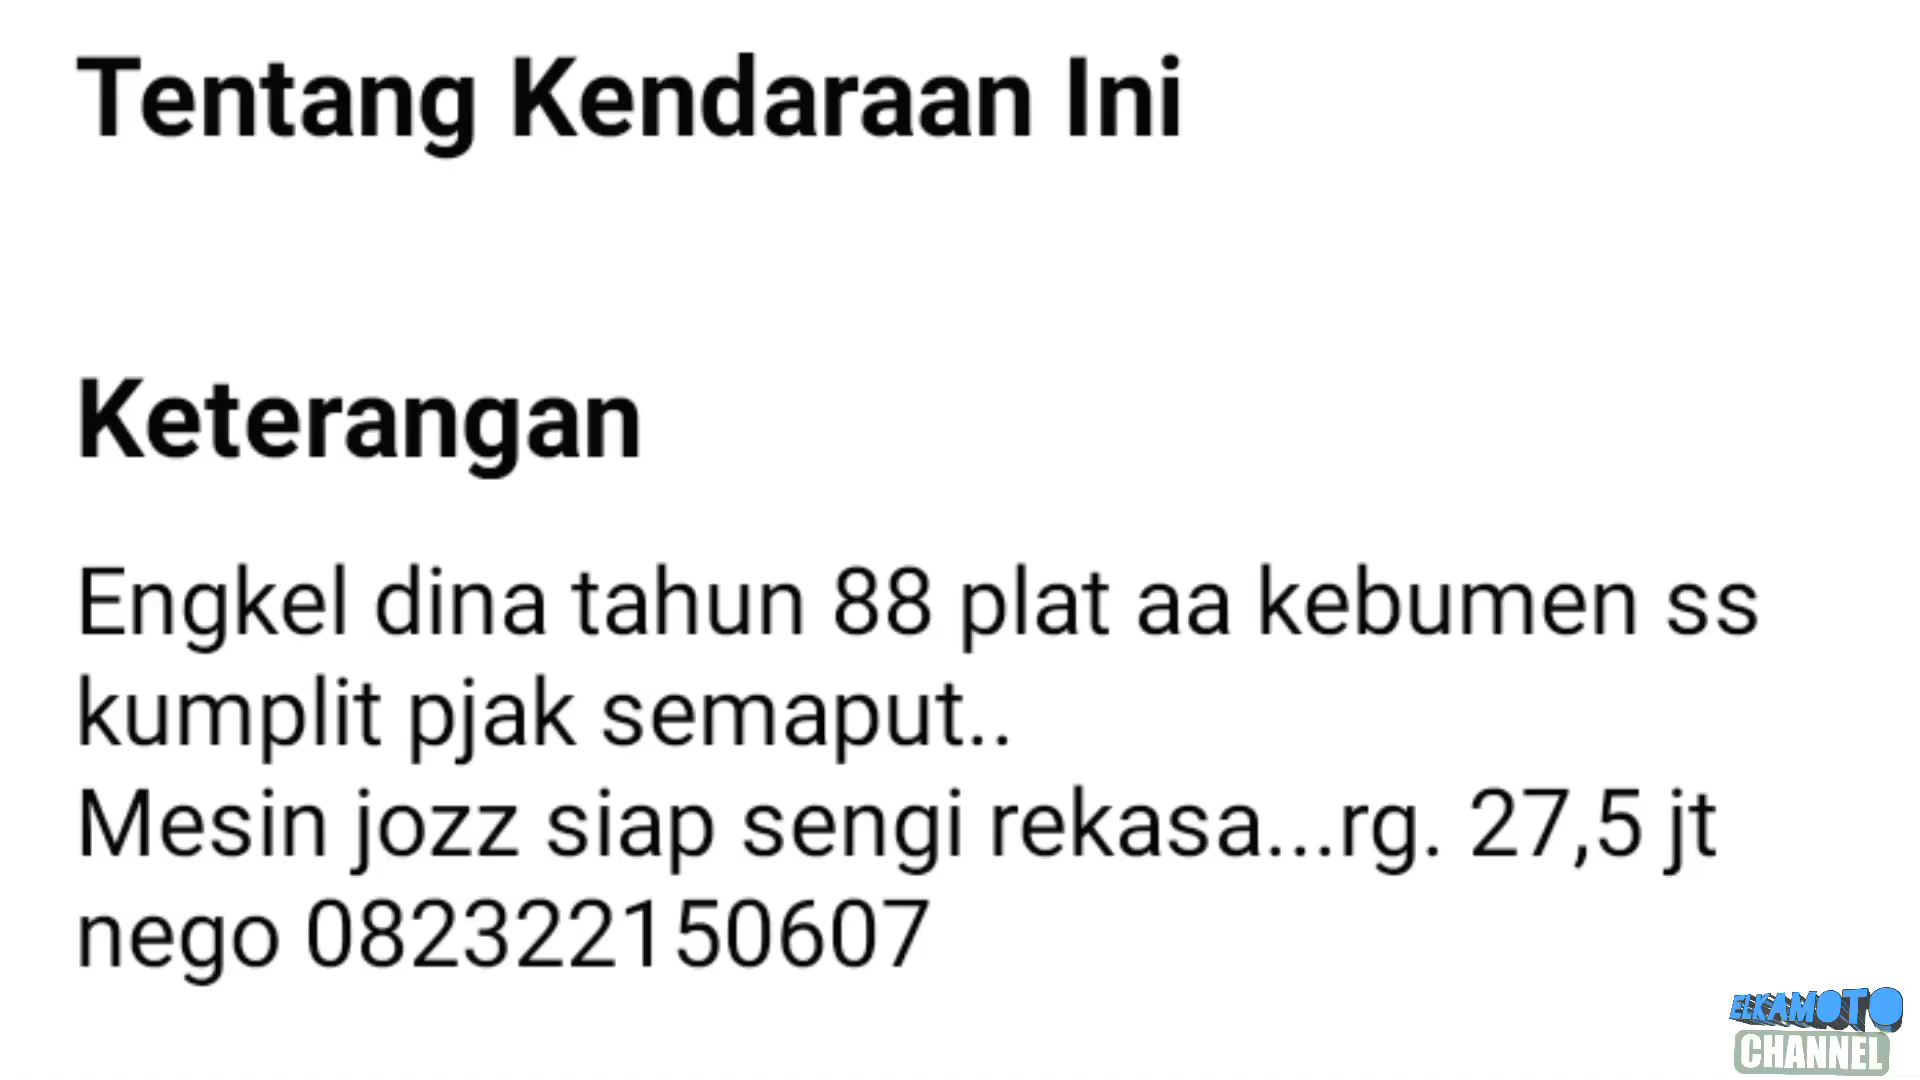 Tentang Kendaraan Ini
Keterangan
Engkel dina tahun 88 plat aa kebumen ss
kumplit pjak semaput..
Mesin jozz siap sengi rekasa...rg. 27,5 jt
nego 082322150607
ELKAMOTO
CHANNEL